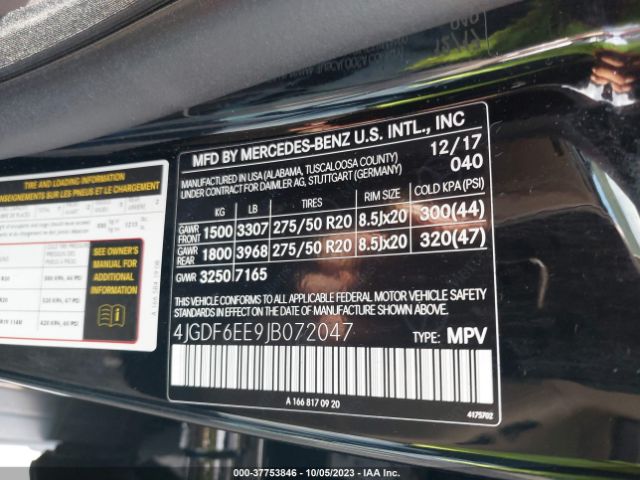 MFD BY MERCEDES-BENZ U.S. INTL., INC
MANUFACTURED IN USA (ALABAMA, TUSCALOOSA COUNTY) 12/17
UNDER CONTRACT FOR DAIMLER AG, STUTTGART (GERMANY) 040
KG LB TIRES RIM SIZE COLD KPA(PSI)
GAWR FRONT 1500 3307 275/50 R20 8.5Jx20 300(44)
GAWR REAR 1800 3968 275/50 R20 8.5Jx20 320(47)
GVWR 3250 7165
THIS VEHICLE CONFORMS TO ALL APPLICABLE FEDERAL MOTOR VEHICLE SAFETY
STANDARDS IN EFFECT ON THE DATE OF MANUFACTURE SHOWN ABOVE.
4JGDF6EE9JB072047 TYPE: MPV
A 166 817 09 20
4175702
TIRE AND LOADING INFORMATION
RENSEIGNEMENTS SUR LES PNEUS ET LE CHARGEMENT
SEE OWNER'S
MANUAL FOR
ADDITIONAL
INFORMATION
000-37753846 - 10/05/2023 - IAA Inc.